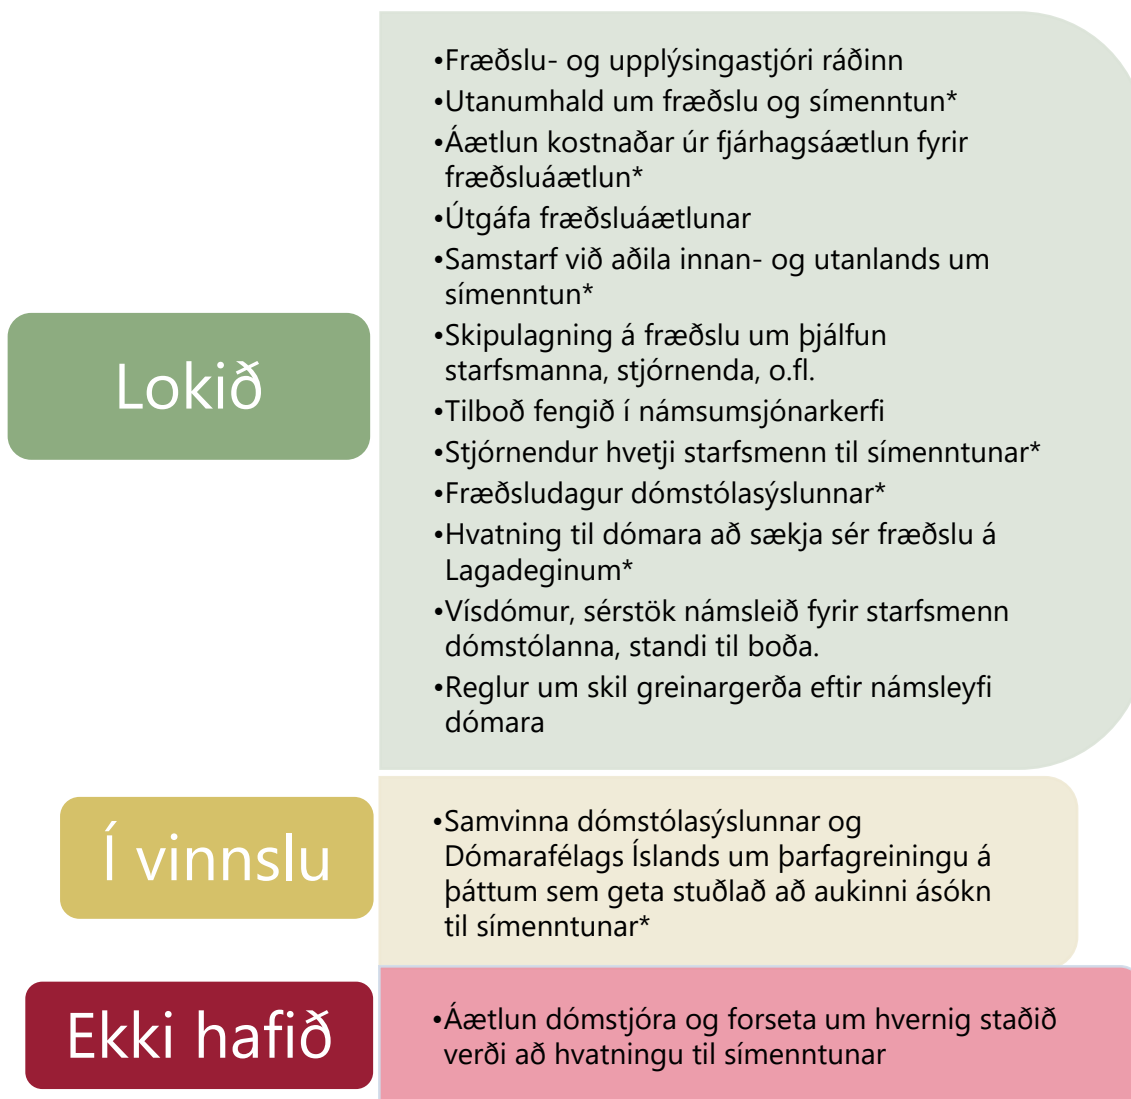 Lokið
•Fræðslu- og upplýsingastjóri ráðinn
•Utanumhald um fræðslu og símenntun*
•Áætlun kostnaðar úr fjárhagsáætlun fyrir
fræðsluáætlun*
•Útgáfa fræðsluáætlunar
•Samstarf við aðila innan- og utanlands um
símenntun*
•Skipulagning á fræðslu um þjálfun
starfsmanna, stjórnenda, o.fl.
•Tilboð fengið í námsumsjónarkerfi
•Stjórnendur hvetji starfsmenn til símenntunar*
•Fræðsludagur dómstólasýslunnar*
•Hvatning til dómara að sækja sér fræðslu á
Lagadeginum*
•Vísdómur, sérstök námsleið fyrir starfsmenn
dómstólanna, standi til boða.
•Reglur um skil greinargerða eftir námsleyfi
dómara
Í vinnslu
•Samvinna dómstólasýslunnar og
Dómarafélags Íslands um þarfagreiningu á
þáttum sem geta stuðlað að aukinni ásókn
til símenntunar*
Ekki hafið
•Áætlun dómstjóra og forseta um hvernig staðið
verði að hvatningu til símenntunar